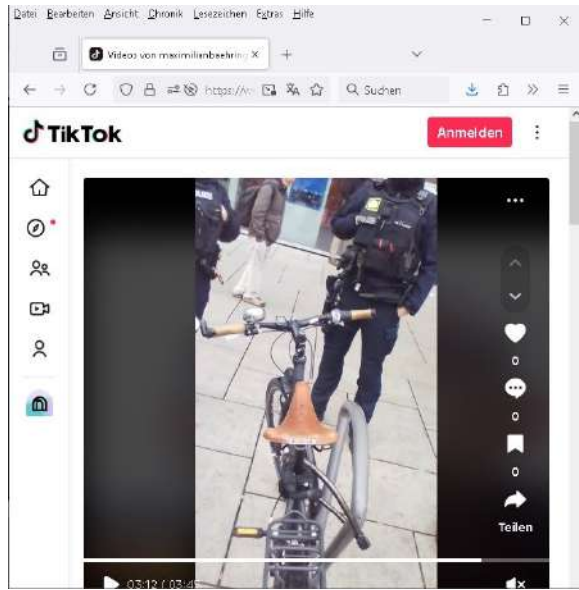 Datei Bearbeiten Ansicht Chronik Lesezeichen Extras Hilfe
Videos von maximilianbaehring
Suchen
TikTok
Anmelden
0
0
0
Teilen
03:12 / 03:45